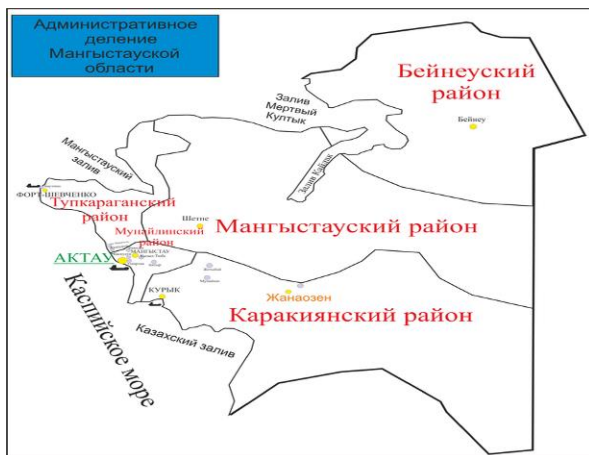 Административное
деление
Мангыстауской
области
Бейнеуский
район
Залив
Мертвый
Култык
Бейнеу
Мангыстауский
залив
Залив Кайдак
ФОРТ-ШЕВЧЕНКО
Тупкараганский
район
Шетпе
Мангыстауский район
Мунайлинский
район
МАНГЫСТАУ
АКТАУ
КУРЫК
Жанаозен
Каракиянский район
Казахский залив
Каспийское море